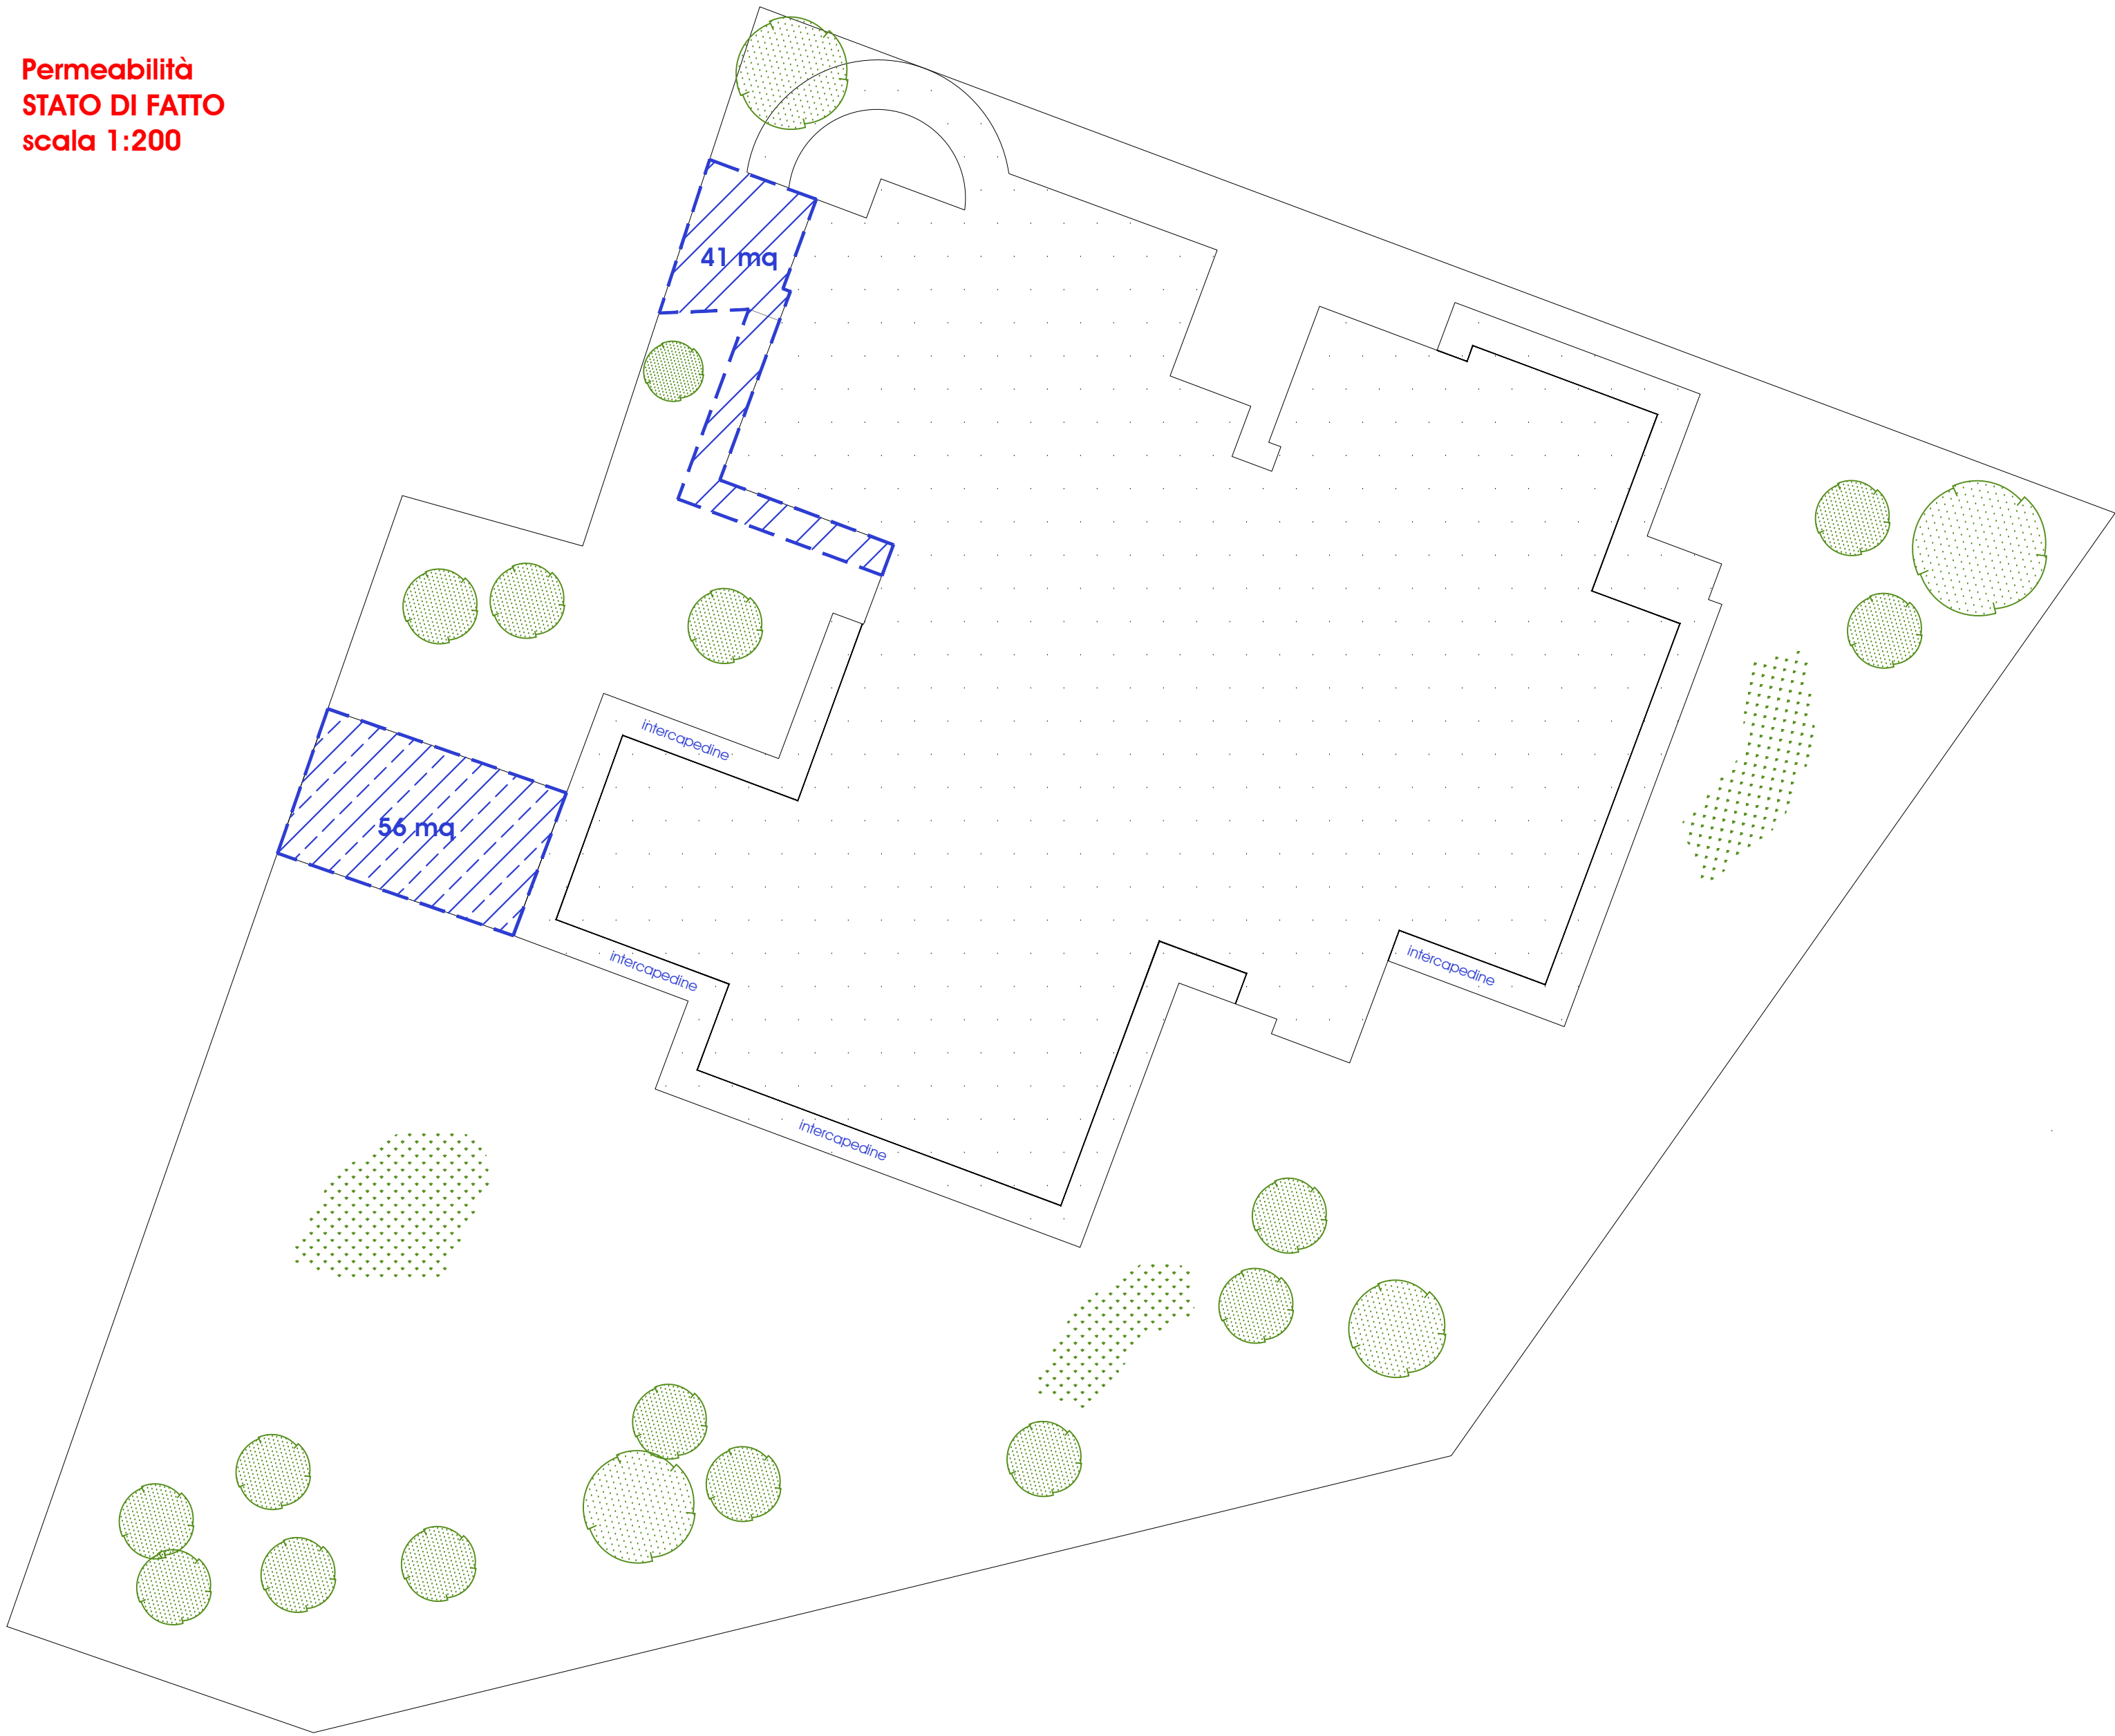 Permeabilità
STATO DI FATTO
scala 1:200
41 mq
intercapedine
56 mq
intercapedine
intercapedine
intercapedine